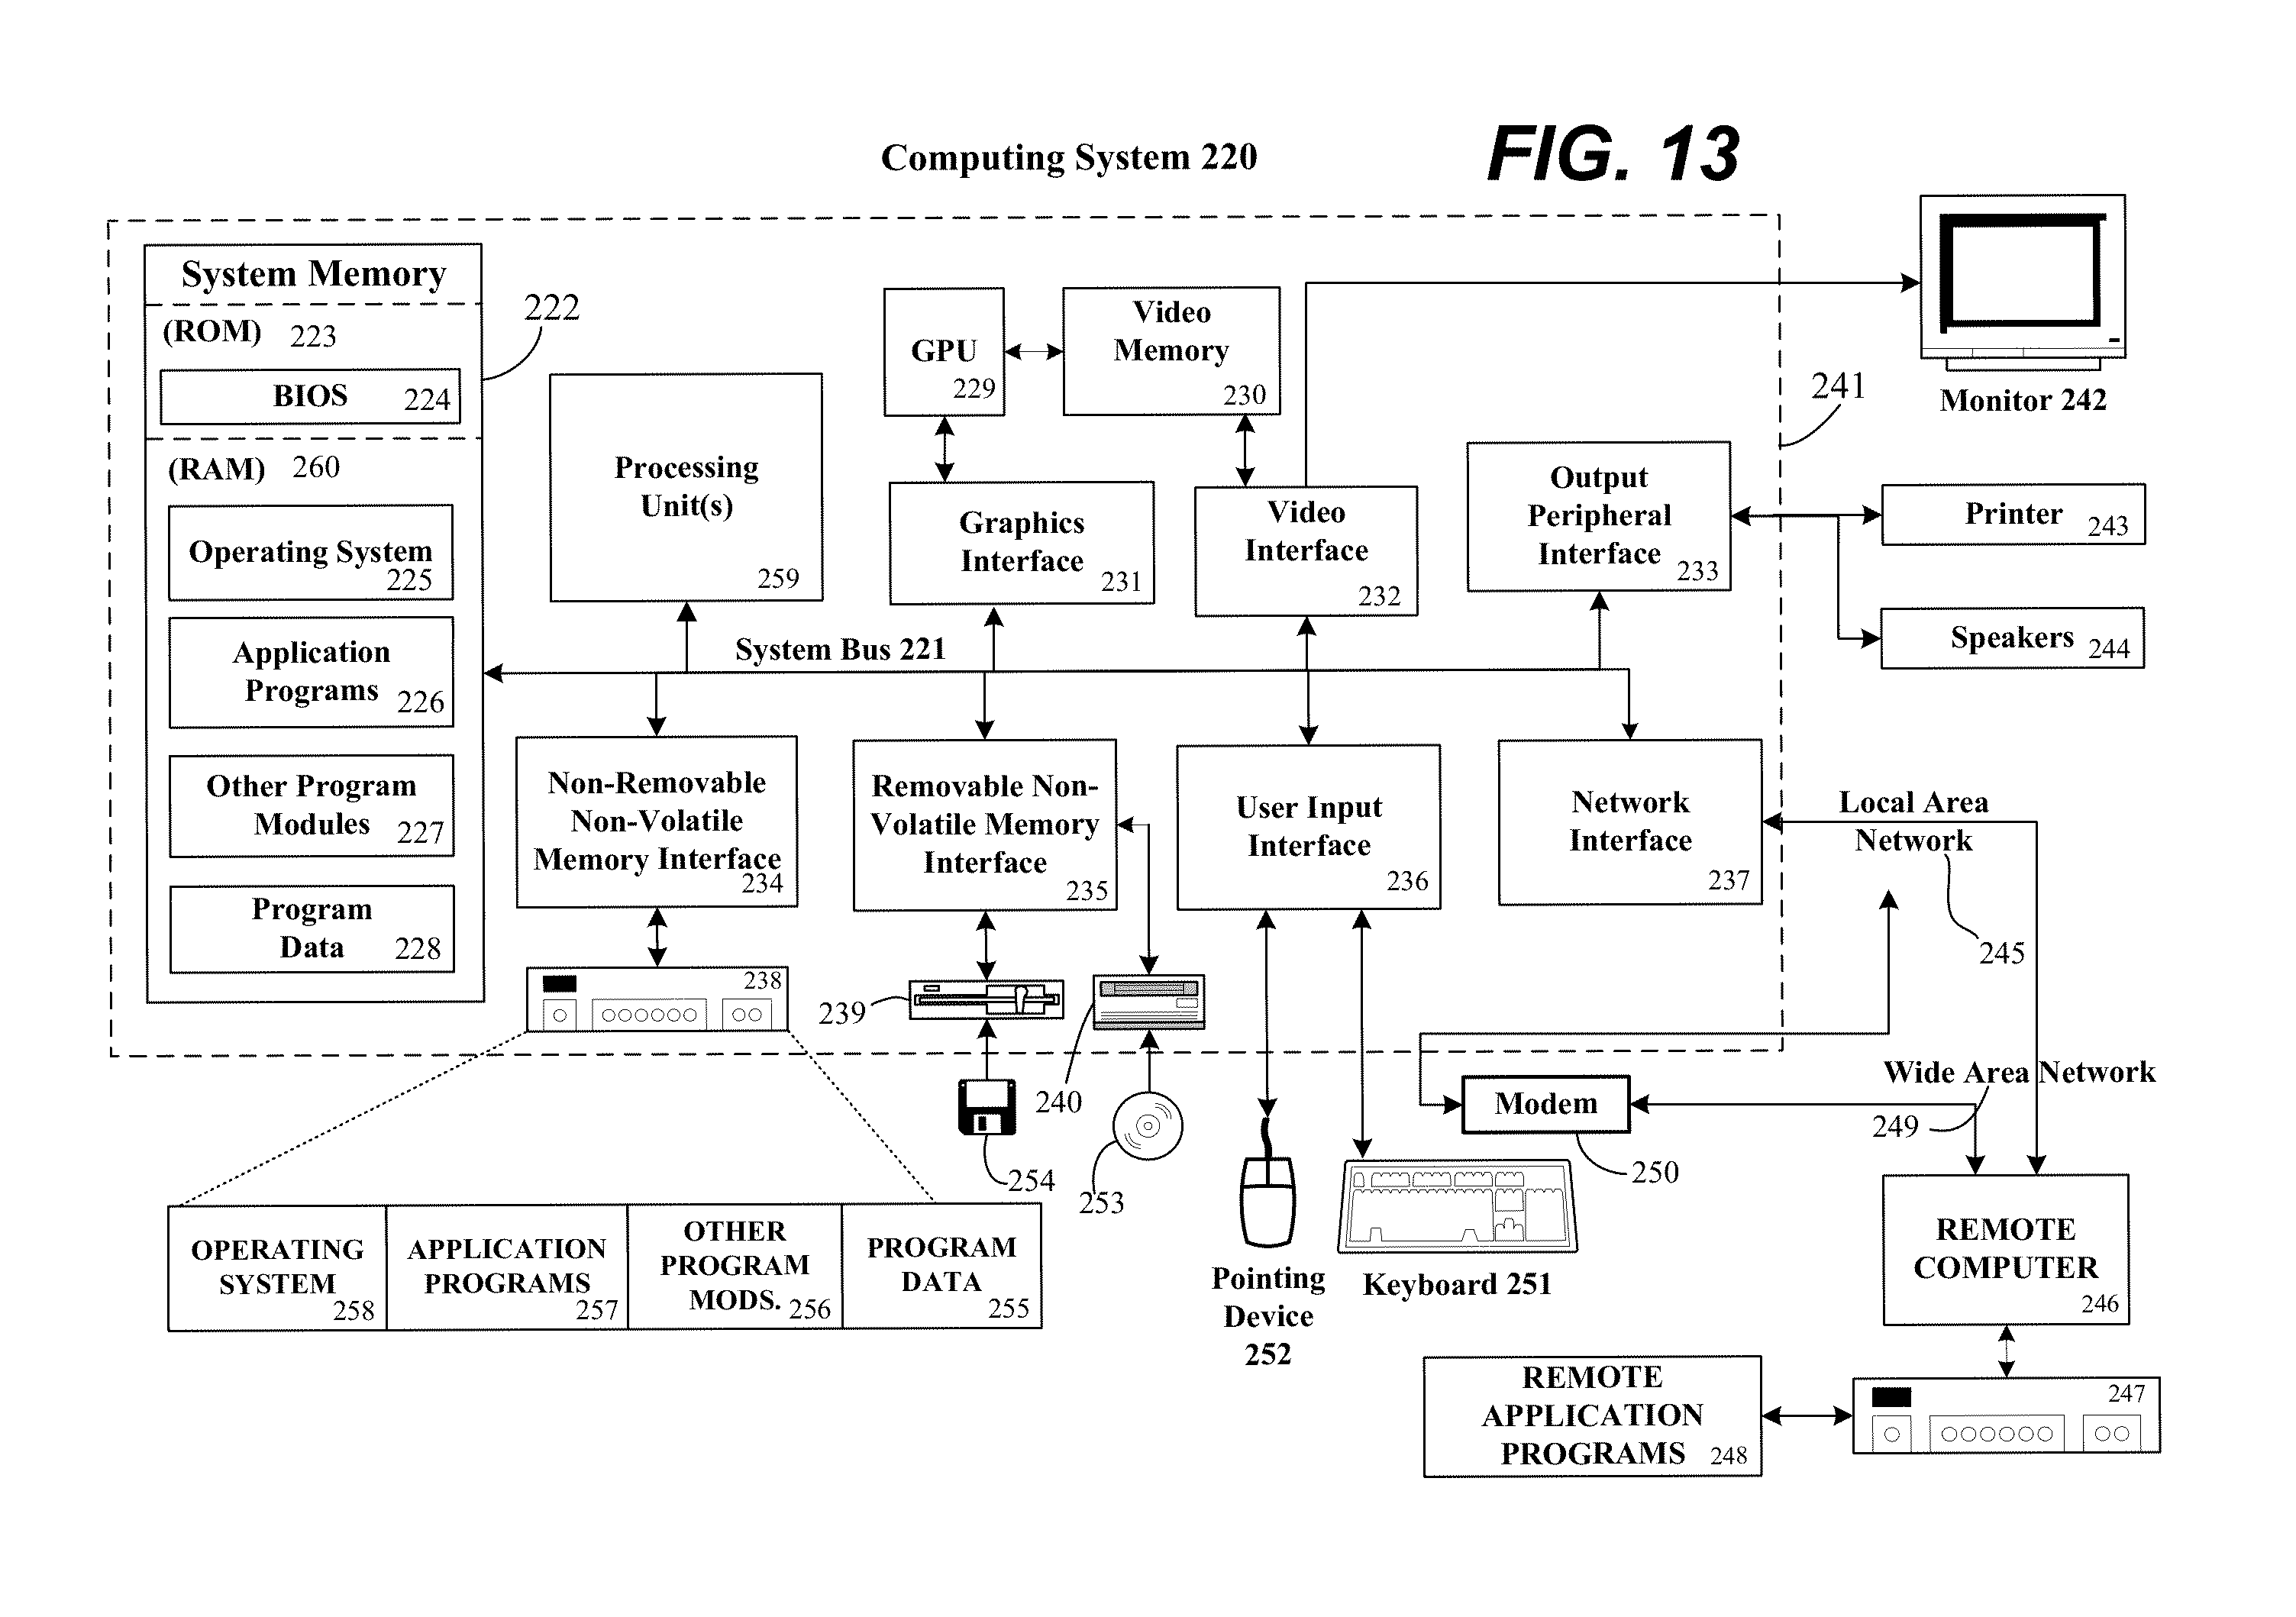 Computing System 220
FIG. 13
System Memory
(ROM) 223
BIOS 224
222
(RAM) 260
Operating System
225
Application
Programs 226
Other Program
Modules 227
Program
Data 228
Processing
Unit(s)
259
GPU
229
Video
Memory
230
Graphics
Interface 231
Video
Interface
232
Output
Peripheral
Interface
233
241
Monitor 242
Printer 243
Speakers 244
System Bus 221
Non-Removable
Non-Volatile
Memory Interface
234
Removable Non-
Volatile Memory
Interface
235
User Input
Interface
236
Network
Interface
237
Local Area
Network
245
238
239
240
254
253
Wide Area Network
249
Modem
250
OPERATING
SYSTEM
258
APPLICATION
PROGRAMS
257
OTHER
PROGRAM
MODS. 256
PROGRAM
DATA
255
Pointing
Device
252
Keyboard 251
REMOTE
COMPUTER
246
247
REMOTE
APPLICATION
PROGRAMS 248